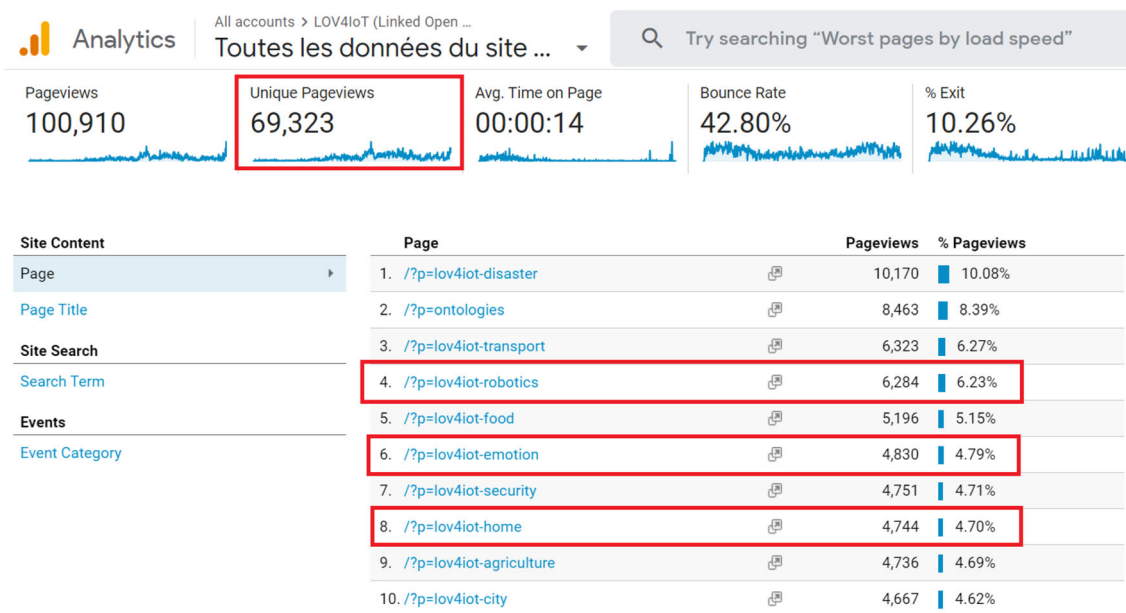 Analytics
All accounts > LOV4IoT (Linked Open ...
Toutes les données du site ...
Try searching “Worst pages by load speed”
Pageviews
100,910
Unique Pageviews
69,323
Avg. Time on Page
00:00:14
Bounce Rate
42.80%
% Exit
10.26%
Site Content
Page
Page Title
Site Search
Search Term
Events
Event Category
Page Pageviews % Pageviews
1. /?p=lov4iot-disaster 10,170 10.08%
2. /?p=ontologies 8,463 8.39%
3. /?p=lov4iot-transport 6,323 6.27%
4. /?p=lov4iot-robotics 6,284 6.23%
5. /?p=lov4iot-food 5,196 5.15%
6. /?p=lov4iot-emotion 4,830 4.79%
7. /?p=lov4iot-security 4,751 4.71%
8. /?p=lov4iot-home 4,744 4.70%
9. /?p=lov4iot-agriculture 4,736 4.69%
10. /?p=lov4iot-city 4,667 4.62%